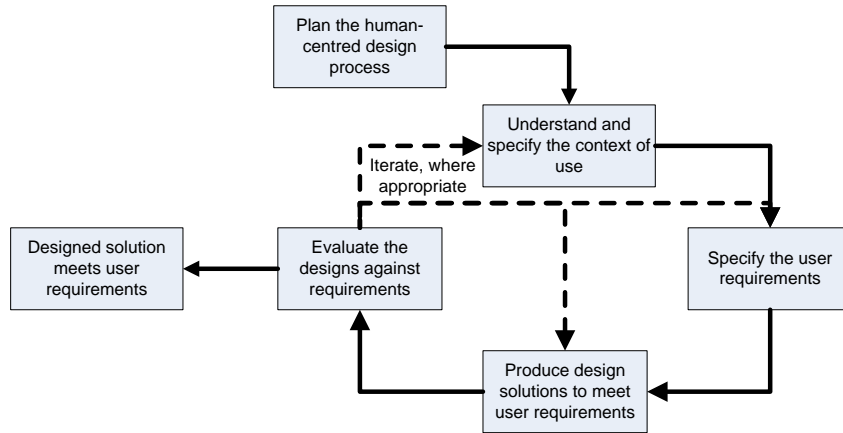 Plan the human-
centred design
process
Understand and
specify the context of
use
Iterate, where
appropriate
Designed solution
meets user
requirements
Evaluate the
designs against
requirements
Specify the user
requirements
Produce design
solutions to meet
user requirements